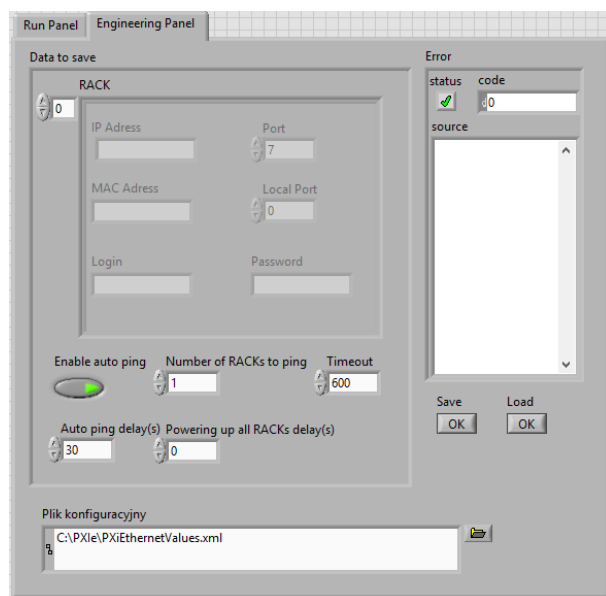 Run Panel Engineering Panel
Data to save
Error
RACK
status code
0
d 0
IP Adress Port
source
7
MAC Adress Local Port
0
Login Password
Enable auto ping Number of RACKs to ping Timeout
1 600
Save Load
OK OK
Auto ping delay(s) Powering up all RACKs delay(s)
30 0
Plik konfiguracyjny
C:\PXIe\PXiEthernetValues.xml